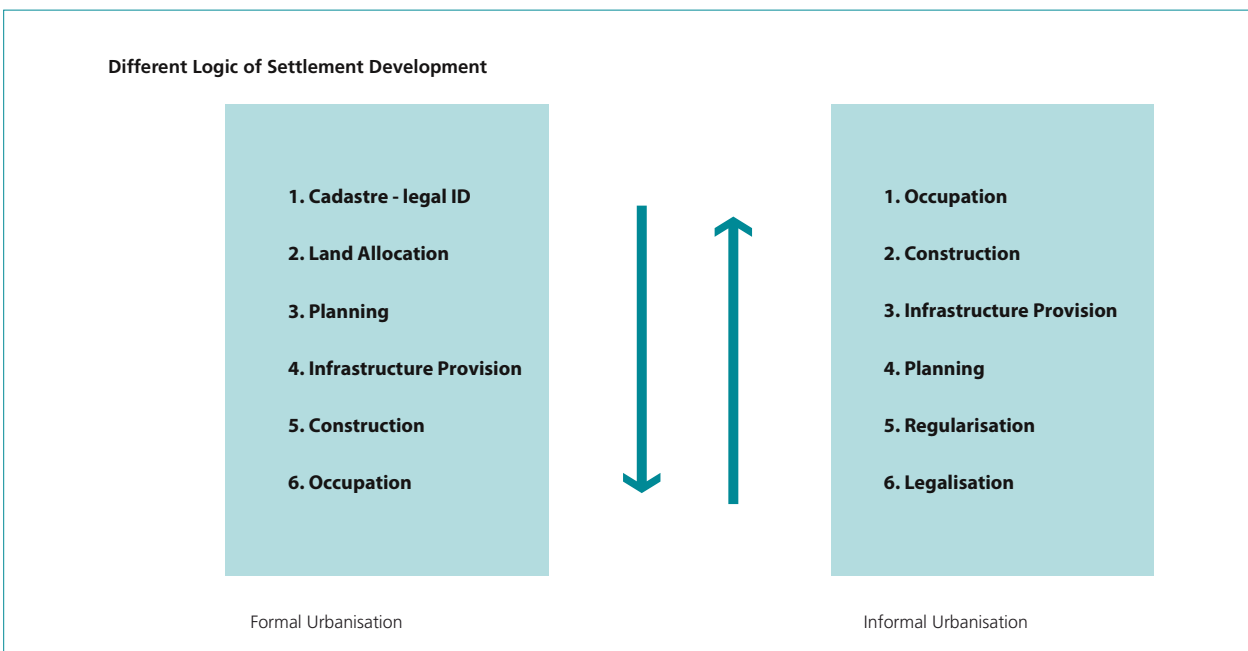 Different Logic of Settlement Development
1. Cadastre - legal ID
2. Land Allocation
3. Planning
4. Infrastructure Provision
5. Construction
6. Occupation
Formal Urbanisation
1. Occupation
2. Construction
3. Infrastructure Provision
4. Planning
5. Regularisation
6. Legalisation
Informal Urbanisation